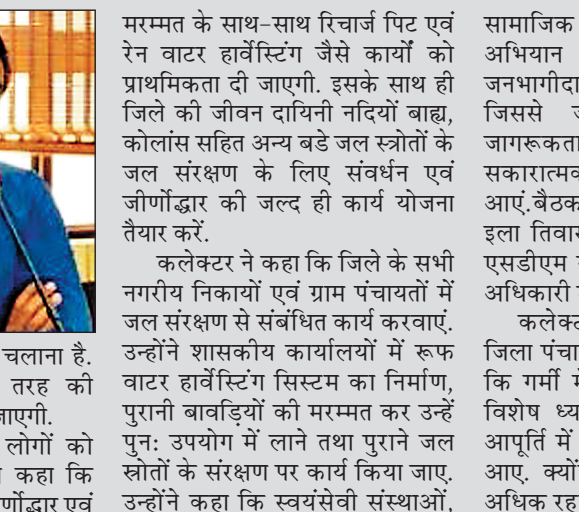 चलाना है.
तरह की
जाएगी.
लोगों को
कहा कि
एवं
मरम्मत के साथ-साथ रिचार्ज पिट एवं
रेन वाटर हार्वेस्टिंग जैसे कार्यों को
प्राथमिकता दी जाएगी. इसके साथ ही
जिले की जीवन दायिनी नदियों बाह्य,
कोलांस सहित अन्य बडे जल स्त्रोतों के
जल संरक्षण के लिए संवर्धन एवं
जीर्णोद्धार की जल्द ही कार्य योजना
तैयार करें.
कलेक्टर ने कहा कि जिले के सभी
नगरीय निकायों एवं ग्राम पंचायतों में
जल संरक्षण से संबंधित कार्य करवाएं.
उन्होंने शासकीय कार्यालयों में रूफ
वाटर हार्वेस्टिंग सिस्टम का निर्माण,
पुरानी बावड़ियों की मरम्मत कर उन्हें
पुन: उपयोग में लाने तथा पुराने जल
स्रोतों के संरक्षण पर कार्य किया जाए.
उन्होंने कहा कि स्वयंसेवी संस्थाओं,
सामाजिक
अभियान
जनभागीदा
जिससे
जागरूकता
सकारात्मव
आएं.बैठक
इला तिवार
एसडीएम
अधिकारी
कलेक्ट
जिला पंचा
कि गर्मी
विशेष ध्य
आपूर्ति में
आए. क्यों
अधिक रह